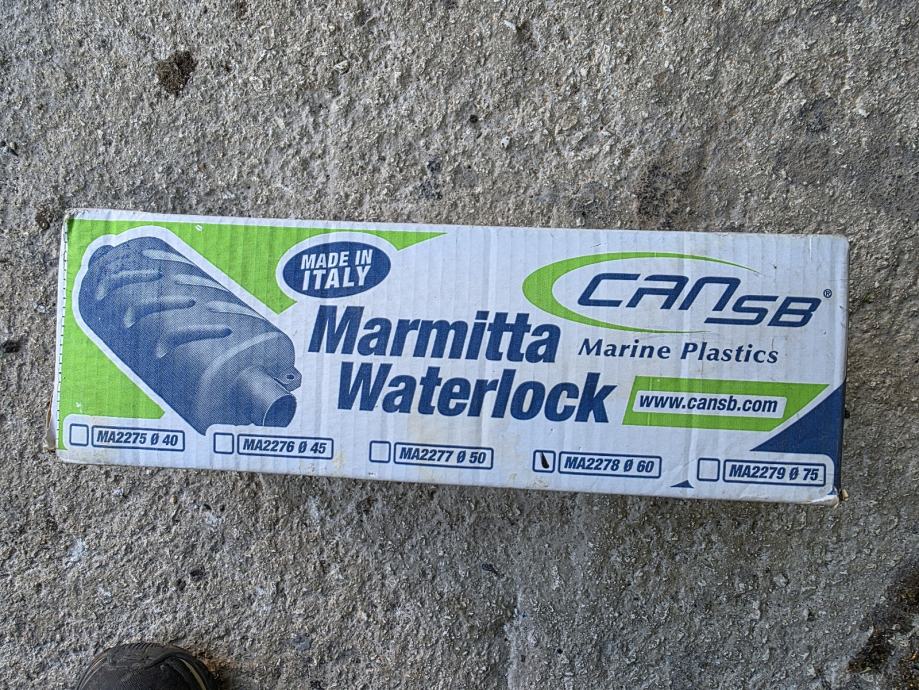 MADE IN
ITALY
CANSB®
Marine Plastics
Marmitta
Waterlock
www.cansb.com
MA2275 Ø 40
MA2276 Ø 45
MA2277 Ø 50
MA2278 Ø 60
MA2279 Ø 75